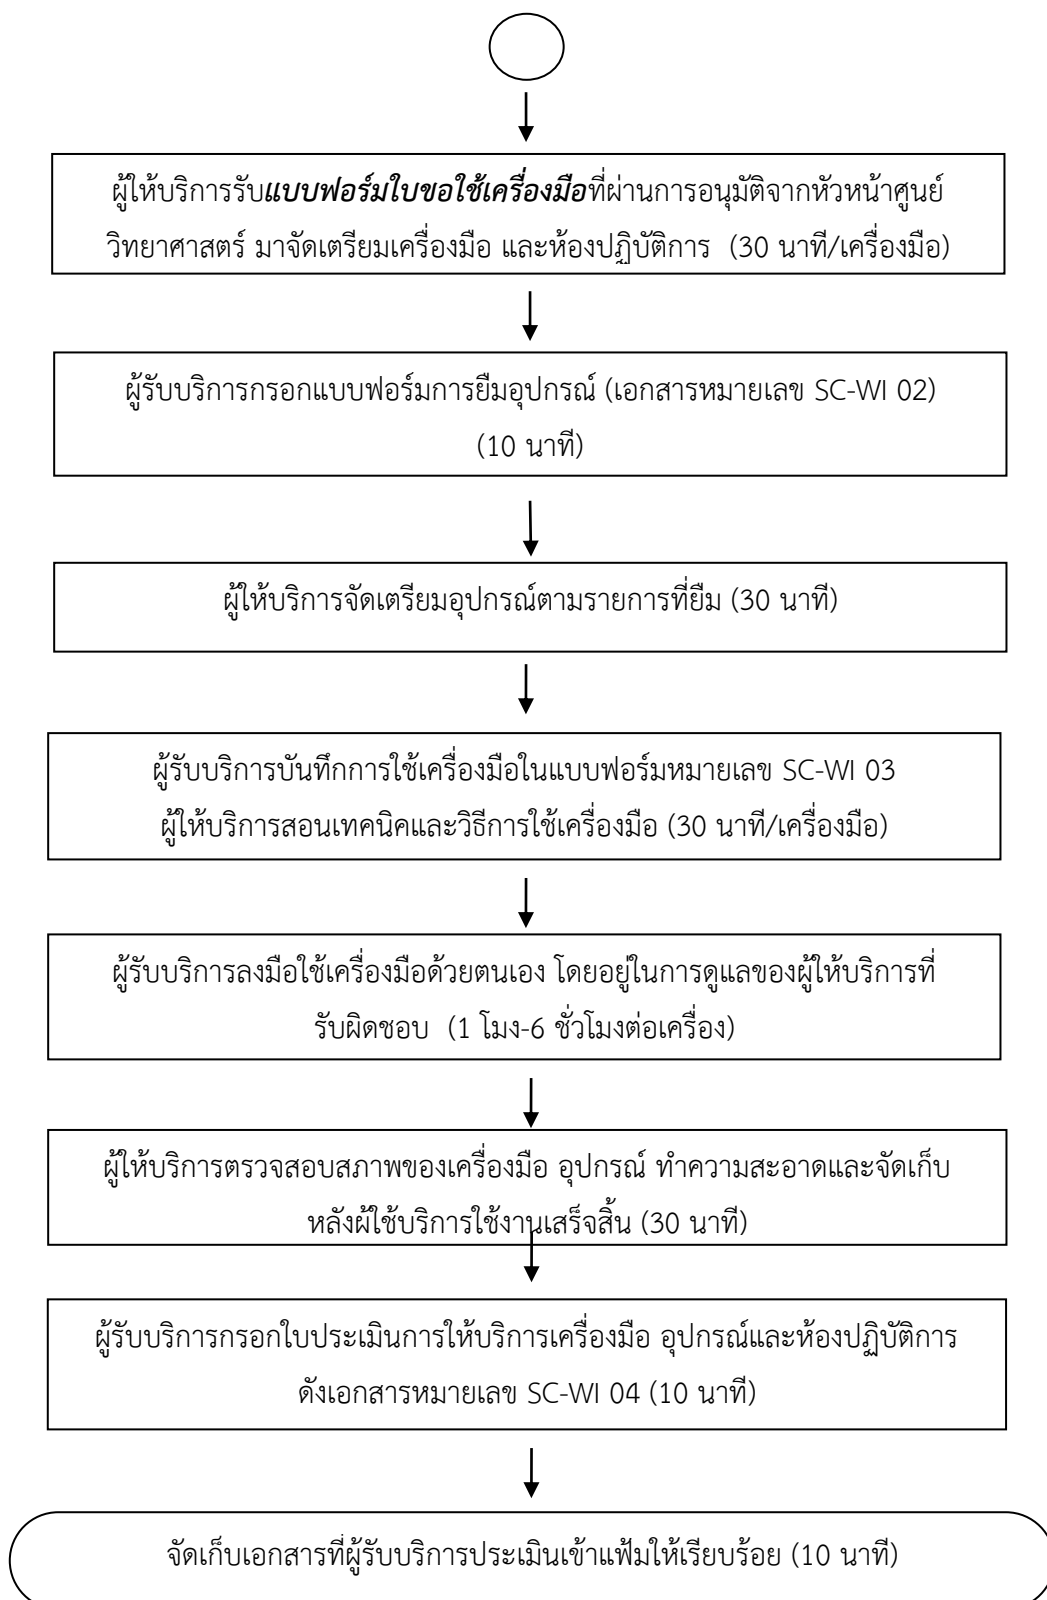 ผู้ให้บริการรับแบบฟอร์มใบขอใช้เครื่องมือที่ผ่านการอนุมัติจากหัวหน้าศูนย์
วิทยาศาสตร์ มาจัดเตรียมเครื่องมือ และห้องปฏิบัติการ (30 นาที/เครื่องมือ)
ผู้รับบริการกรอกแบบฟอร์มการยืมอุปกรณ์ (เอกสารหมายเลข SC-WI 02)
(10 นาที)
ผู้ให้บริการจัดเตรียมอุปกรณ์ตามรายการที่ยืม (30 นาที)
ผู้รับบริการบันทึกการใช้เครื่องมือในแบบฟอร์มหมายเลข SC-WI 03
ผู้ให้บริการสอนเทคนิคและวิธีการใช้เครื่องมือ (30 นาที/เครื่องมือ)
ผู้รับบริการลงมือใช้เครื่องมือด้วยตนเอง โดยอยู่ในการดูแลของผู้ให้บริการที่
รับผิดชอบ (1 โมง-6 ชั่วโมงต่อเครื่อง)
ผู้ให้บริการตรวจสอบสภาพของเครื่องมือ อุปกรณ์ ทำความสะอาดและจัดเก็บ
หลังผู้ใช้บริการใช้งานเสร็จสิ้น (30 นาที)
ผู้รับบริการกรอกใบประเมินการให้บริการเครื่องมือ อุปกรณ์และห้องปฏิบัติการ
ดังเอกสารหมายเลข SC-WI 04 (10 นาที)
จัดเก็บเอกสารที่ผู้รับบริการประเมินเข้าแฟ้มให้เรียบร้อย (10 นาที)